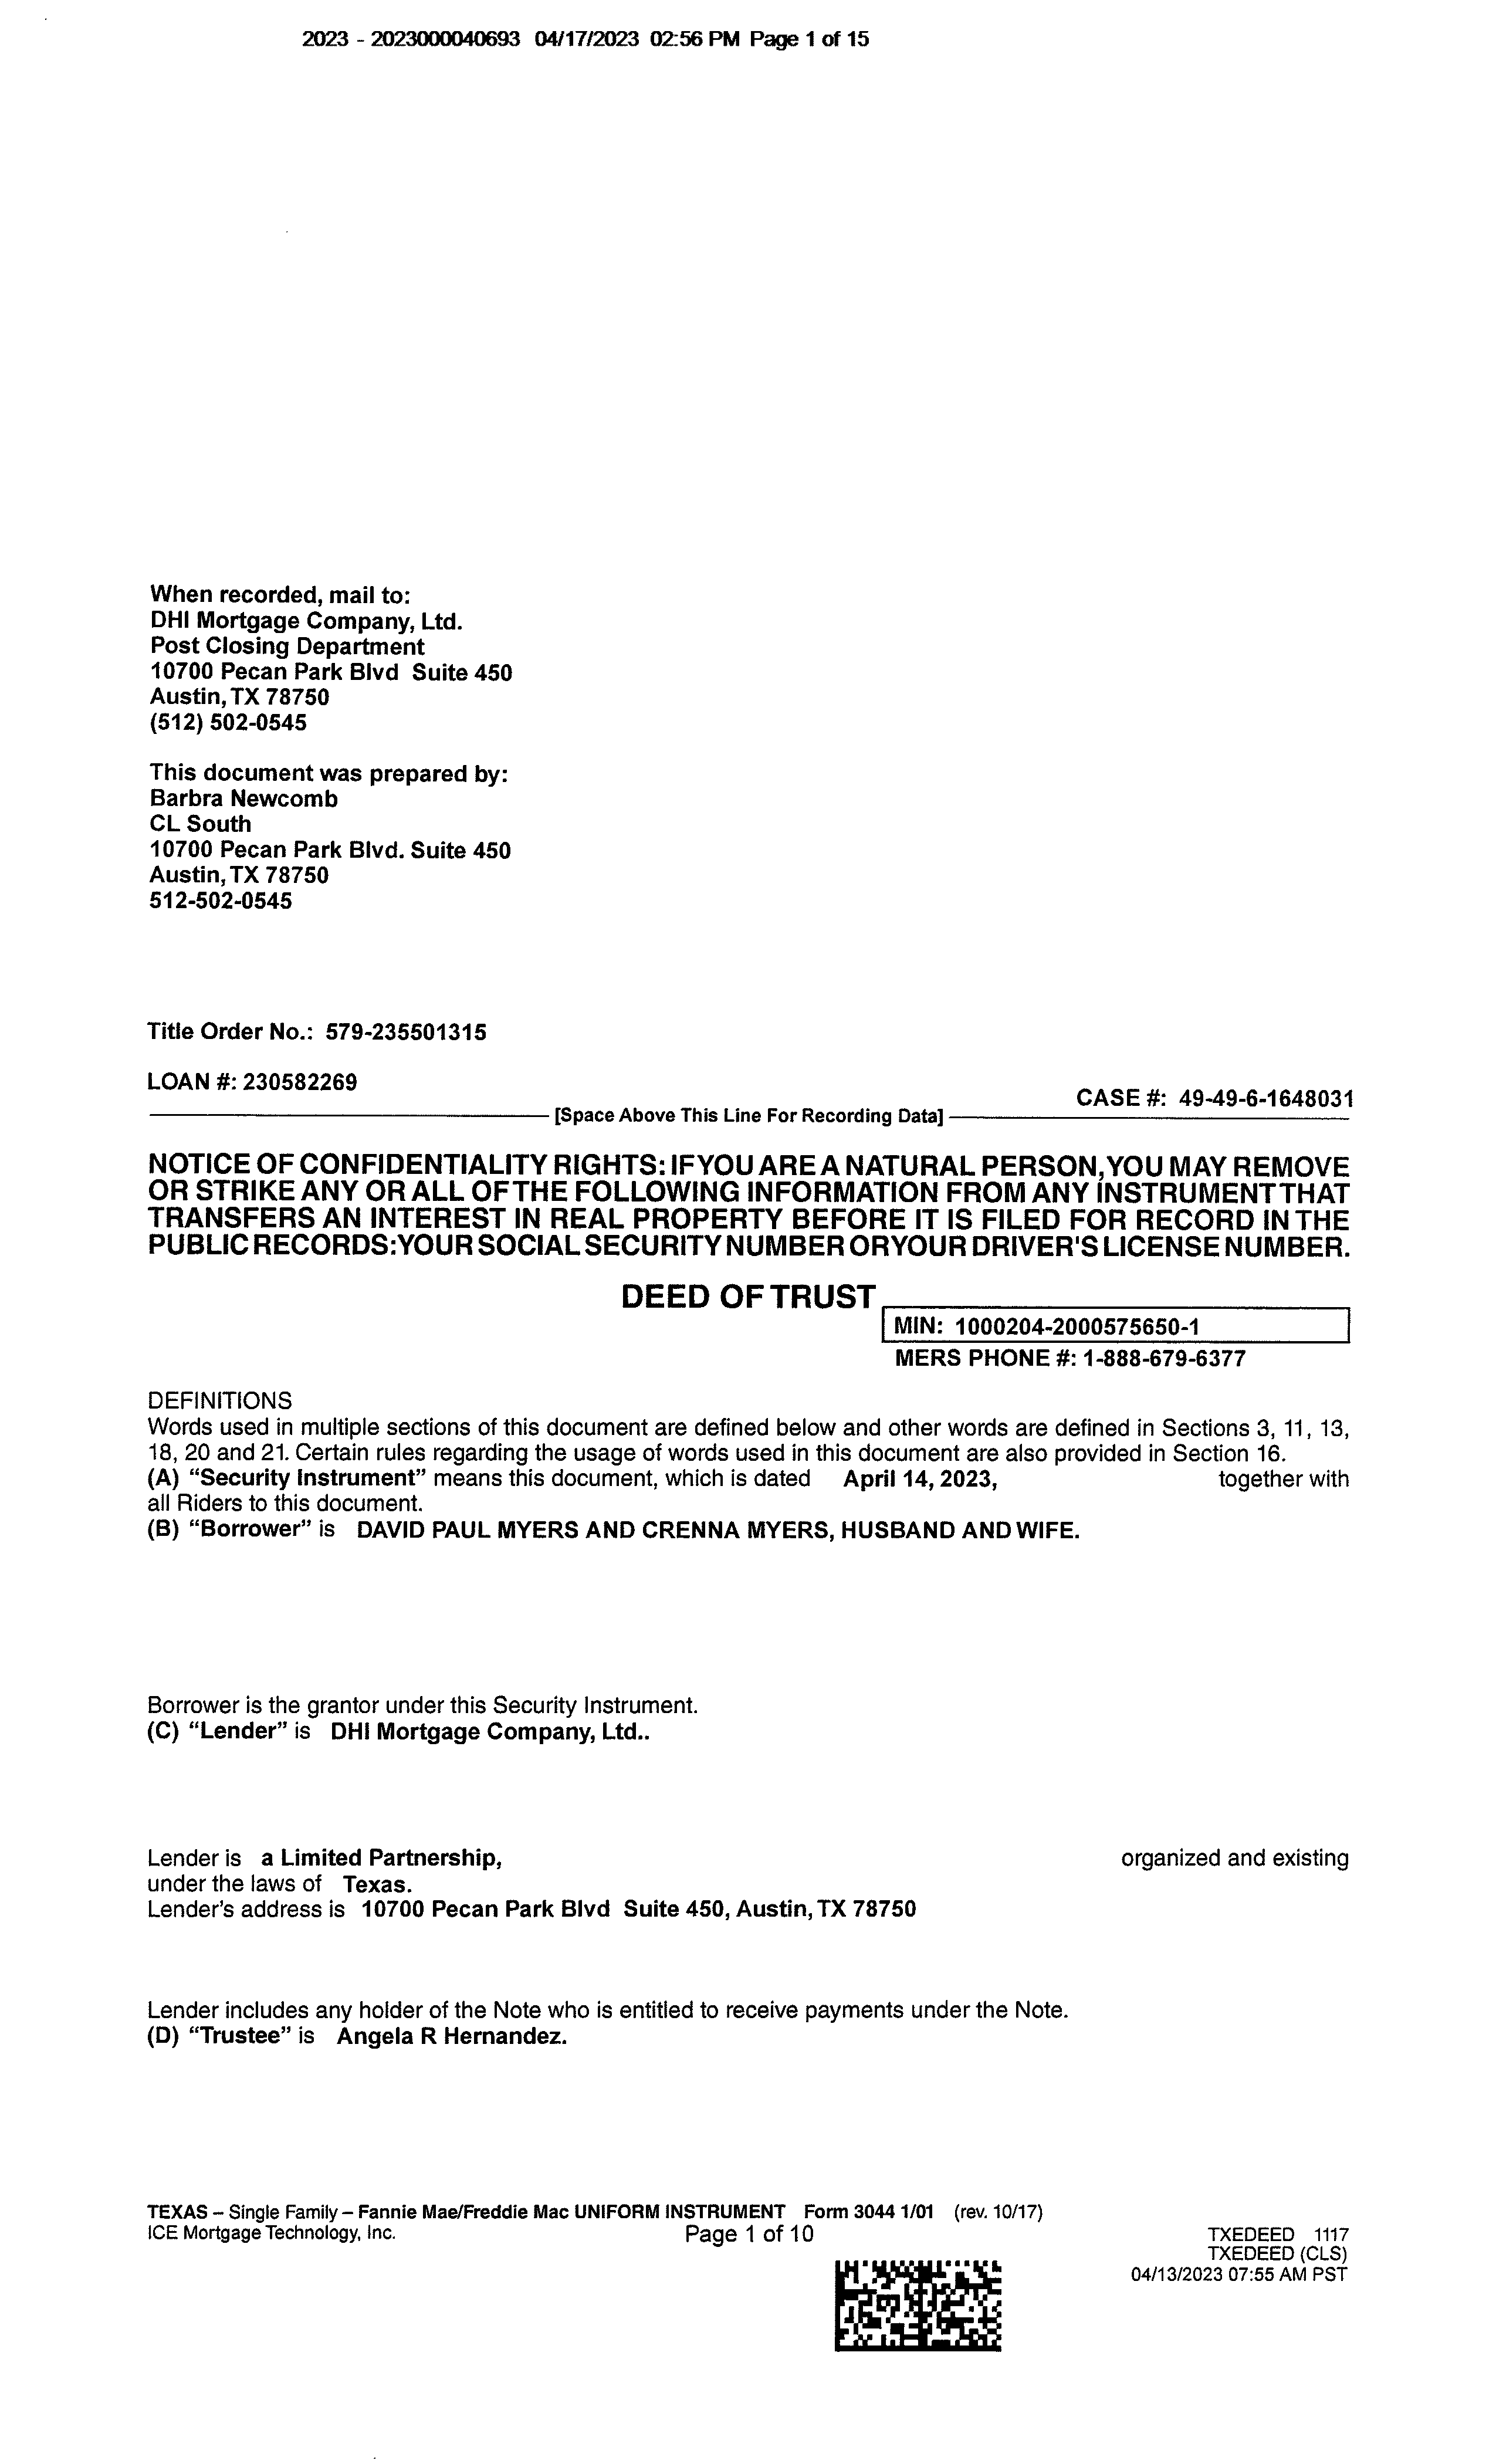 2023 - 2023000040693 04/17/2023 02:56 PM Page 1 of 15
When recorded, mail to:
DHI Mortgage Company, Ltd.
Post Closing Department
10700 Pecan Park Blvd Suite 450
Austin, TX 78750
(512) 502-0545
This document was prepared by:
Barbra Newcomb
CL South
10700 Pecan Park Blvd. Suite 450
Austin, TX 78750
512-502-0545
Title Order No.: 579-235501315
LOAN #: 230582269
CASE #: 49-49-6-1648031
[Space Above This Line For Recording Data]
NOTICE OF CONFIDENTIALITY RIGHTS: IF YOU ARE A NATURAL PERSON, YOU MAY REMOVE
OR STRIKE ANY OR ALL OF THE FOLLOWING INFORMATION FROM ANY INSTRUMENT THAT
TRANSFERS AN INTEREST IN REAL PROPERTY BEFORE IT IS FILED FOR RECORD IN THE
PUBLIC RECORDS: YOUR SOCIAL SECURITY NUMBER OR YOUR DRIVER'S LICENSE NUMBER.
DEED OF TRUST
MIN: 1000204-2000575650-1
MERS PHONE #: 1-888-679-6377
DEFINITIONS
Words used in multiple sections of this document are defined below and other words are defined in Sections 3, 11, 13,
18, 20 and 21. Certain rules regarding the usage of words used in this document are also provided in Section 16.
(A) “Security Instrument” means this document, which is dated April 14, 2023, together with
all Riders to this document.
(B) “Borrower” is DAVID PAUL MYERS AND CRENNA MYERS, HUSBAND AND WIFE.
Borrower is the grantor under this Security Instrument.
(C) “Lender” is DHI Mortgage Company, Ltd..
Lender is a Limited Partnership, organized and existing
under the laws of Texas.
Lender’s address is 10700 Pecan Park Blvd Suite 450, Austin, TX 78750
Lender includes any holder of the Note who is entitled to receive payments under the Note.
(D) “Trustee” is Angela R Hernandez.
TEXAS – Single Family – Fannie Mae/Freddie Mac UNIFORM INSTRUMENT Form 3044 1/01 (rev. 10/17)
ICE Mortgage Technology, Inc. Page 1 of 10 TXEDEED 1117
TXEDEED (CLS)
04/13/2023 07:55 AM PST